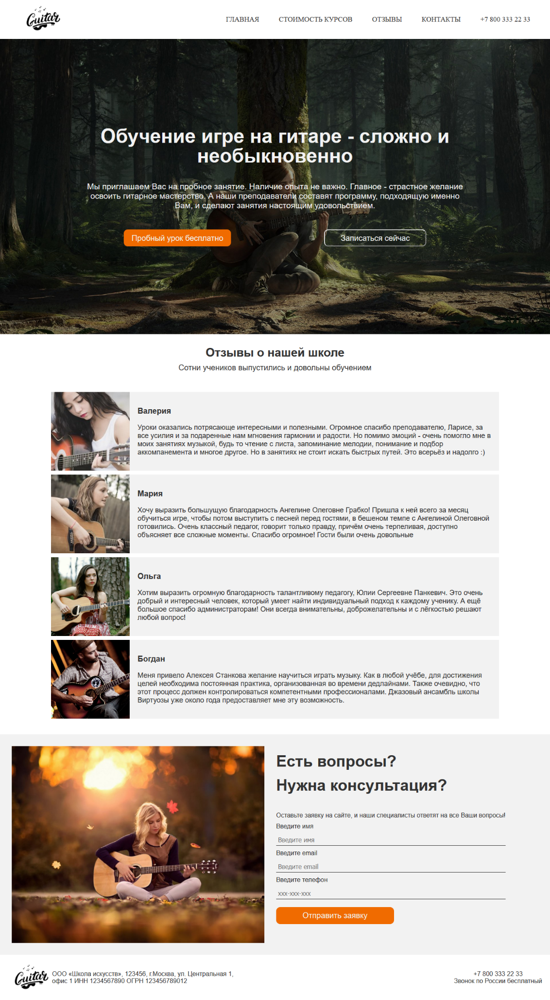 Guitar
ГЛАВНАЯ СТОИМОСТЬ КУРСОВ ОТЗЫВЫ КОНТАКТЫ +7 800 333 22 33
Обучение игре на гитаре - сложно и
необыкновенно
Мы приглашаем Вас на пробное занятие. Наличие опыта не важно. Главное - страстное желание
освоить гитарное мастерство. А наши преподаватели составят программу, подходящую именно
Вам, и сделают занятия настоящим удовольствием.
Пробный урок бесплатно Записаться сейчас
Отзывы о нашей школе
Сотни учеников выпустились и довольны обучением
Валерия
Уроки оказались потрясающе интересными и полезными. Огромное спасибо преподавателю, Ларисе, за
все усилия и за подаренные нам мгновения гармонии и радости. Но помимо эмоций - очень помогло мне в
моих занятиях музыкой, будь то чтение с листа, запоминание мелодии, понимание и подбор
аккомпанемента и многое другое. Но в занятиях не стоит искать быстрых путей. Это всерьёз и надолго :)
Мария
Хочу выразить большущую благодарность Ангелине Олеговне Грабко! Пришла к ней всего за месяц
обучиться игре, чтобы потом выступить с песней перед гостями, в бешеном темпе с Ангелиной Олеговной
готовились. Очень классный педагог, говорит только правду, причём очень терпеливая, доступно
объясняет все сложные моменты. Спасибо огромное! Гости были очень довольные
Ольга
Хотим выразить огромную благодарность талантливому педагогу, Юлии Сергеевне Панкевич. Это очень
добрый и интересный человек, который умеет найти индивидуальный подход к каждому ученику. А ещё
большое спасибо администраторам! Они всегда внимательны, доброжелательны и с лёгкостью решают
любой вопрос!
Богдан
Меня привело Алексея Станкова желание научиться играть музыку. Как в любой учёбе, для достижения
целей необходима постоянная практика, организованная во времени дедлайнами. Также очевидно, что
этот процесс должен контролироваться компетентными профессионалами. Джазовый ансамбль школы
Виртуозы уже около года предоставляет мне эту возможность.
Есть вопросы?
Нужна консультация?
Оставьте заявку на сайте, и наши специалисты ответят на все Ваши вопросы!
Введите имя
Введите имя
Введите email
Введите email
Введите телефон
xxx-xxx-xxx
Отправить заявку
Guitar
ООО «Школа искусств», 123456, г.Москва, ул. Центральная 1,
офис 1 ИНН 1234567890 ОГРН 123456789012
+7 800 333 22 33
Звонок по России бесплатный